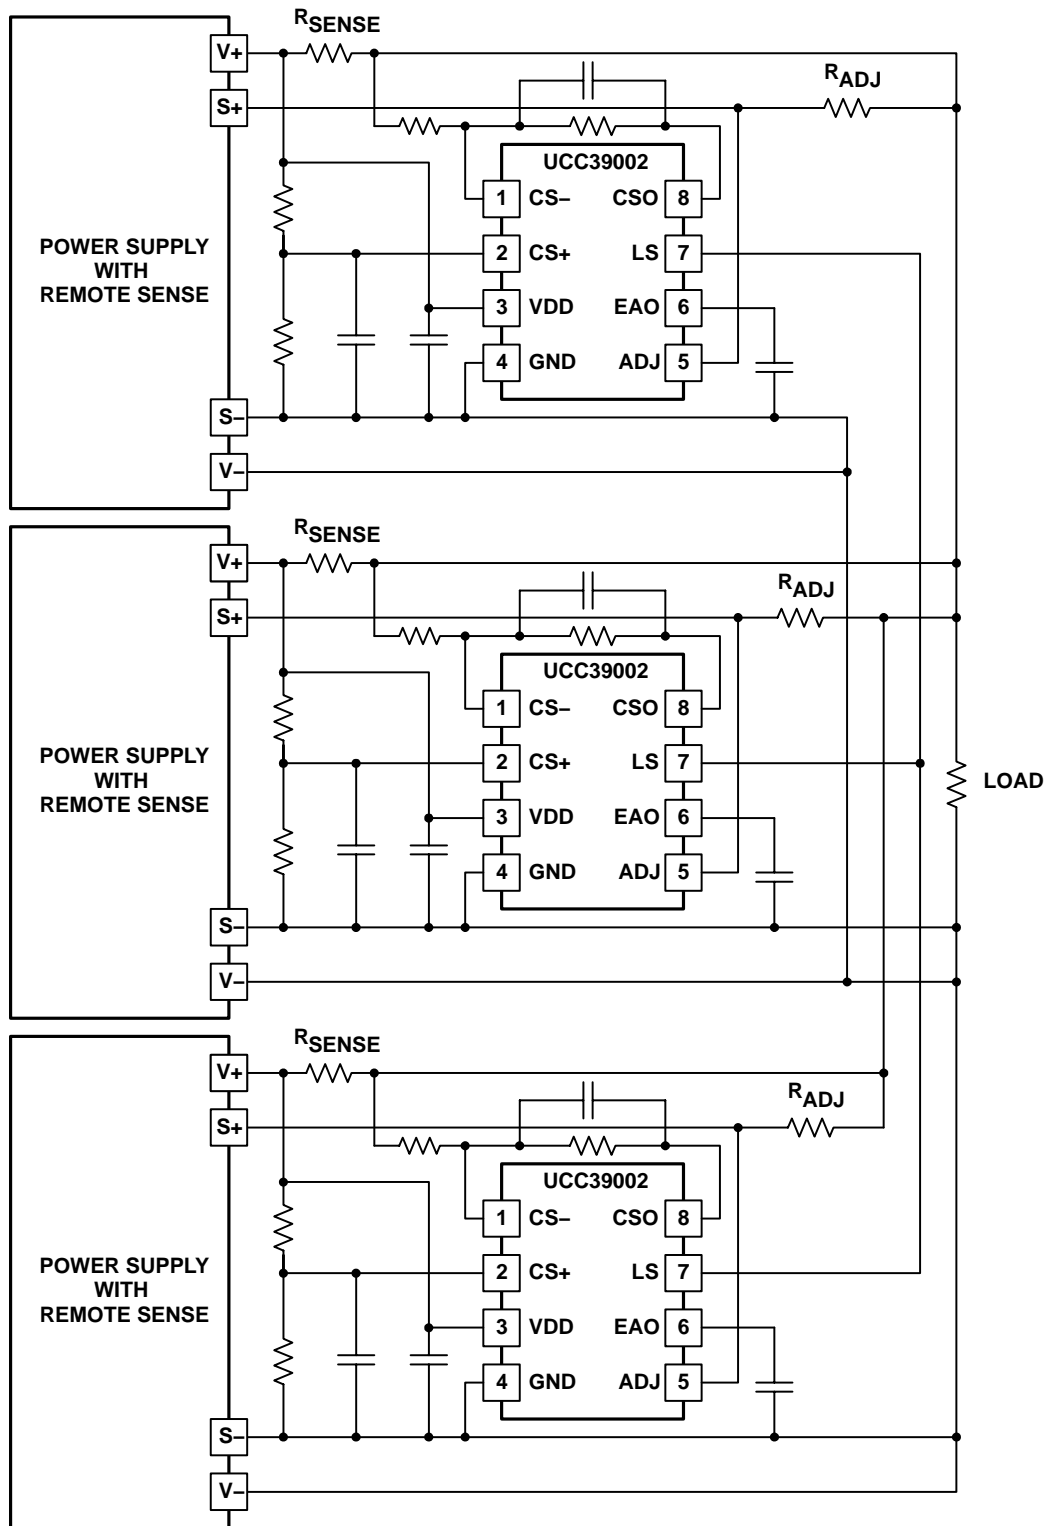 RSENSE
V+
RADJ
S+
UCC39002
1 CS– CSO 8
POWER SUPPLY
WITH
REMOTE SENSE
2 CS+ LS 7
3 VDD EAO 6
4 GND ADJ 5
S–
V–
RSENSE
V+
RADJ
S+
UCC39002
1 CS– CSO 8
POWER SUPPLY
WITH
REMOTE SENSE
2 CS+ LS 7
LOAD
3 VDD EAO 6
4 GND ADJ 5
S–
V–
RSENSE
V+
RADJ
S+
UCC39002
1 CS– CSO 8
POWER SUPPLY
WITH
REMOTE SENSE
2 CS+ LS 7
3 VDD EAO 6
4 GND ADJ 5
S–
V–